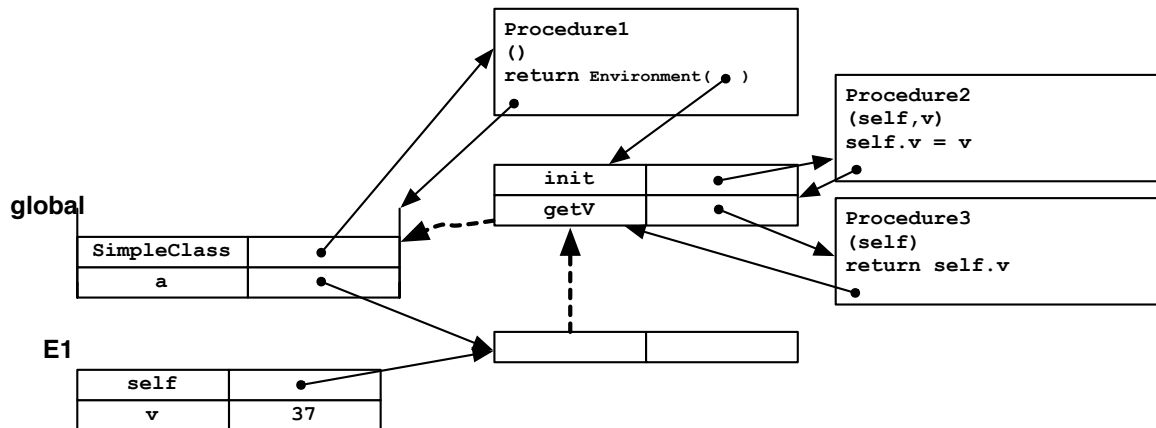 Procedure1
()
return Environment( )
Procedure2
(self,v)
self.v = v
init
getV
global
SimpleClass
a
Procedure3
(self)
return self.v
E1
self
v 37